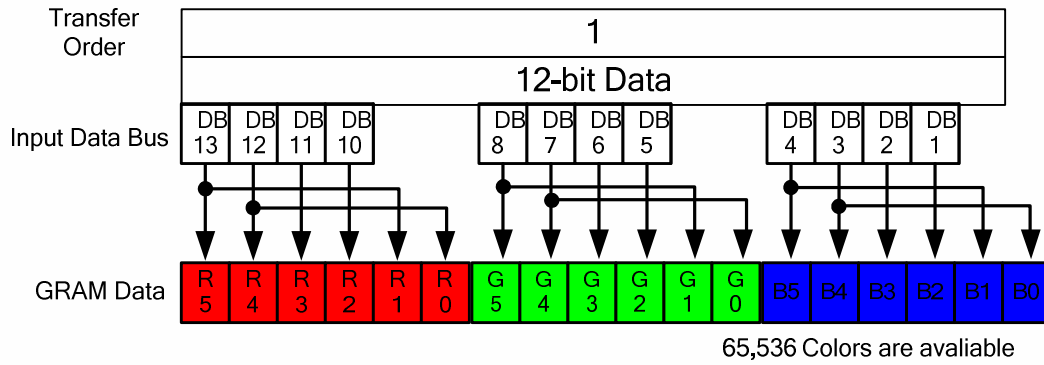 Transfer
Order
1
12-bit Data
Input Data Bus
DB 13 DB 12 DB 11 DB 10 DB 8 DB 7 DB 6 DB 5 DB 4 DB 3 DB 2 DB 1
GRAM Data
R 5 R 4 R 3 R 2 R 1 R 0 G 5 G 4 G 3 G 2 G 1 G 0 B5 B4 B3 B2 B1 B0
65,536 Colors are avaliable